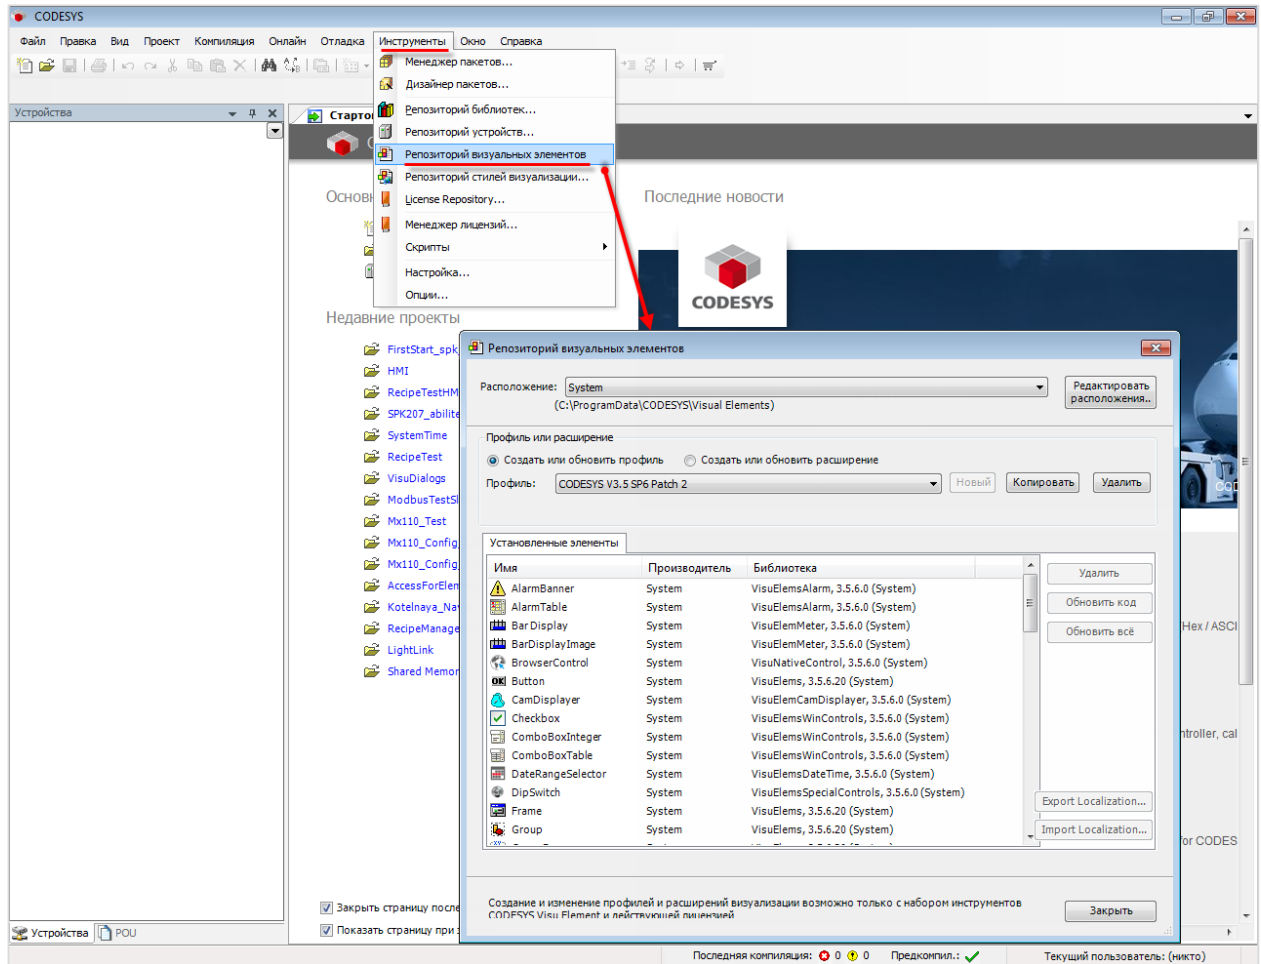 CODESYS
Файл Правка Вид Проект Компиляция Онлайн Отладка Инструменты Окно Справка
Менеджер пакетов...
Дизайнер пакетов...
Репозиторий библиотек...
Репозиторий устройств...
Репозиторий визуальных элементов
Репозиторий стилей визуализации...
License Repository...
Менеджер лицензий...
Скрипты
Настройка...
Опции...
Устройства
Последние новости
CODESYS
Недавние проекты
FirstStart_spk
HMI
RecipeTestHM
SPK207_abilite
SystemTime
RecipeTest
VisuDialogs
ModbusTestSl
Mx110_Test
Mx110_Config
Mx110_Config
AccessForElem
Kotelnaya_Nav
RecipeManage
LightLink
Shared Memor
Закрыть страницу после
Показать страницу при
Устройства POU
Репозиторий визуальных элементов
Расположение: System
(C:\ProgramData\CODESYS\Visual Elements)
Редактировать расположения..
Профиль или расширение
Создать или обновить профиль Создать или обновить расширение
Профиль: CODESYS V3.5 SP6 Patch 2 Новый Копировать Удалить
Установленные элементы
Имя Производитель Библиотека
AlarmBanner System VisuElemsAlarm, 3.5.6.0 (System)
AlarmTable System VisuElemsAlarm, 3.5.6.0 (System)
BarDisplay System VisuElemMeter, 3.5.6.0 (System)
BarDisplayImage System VisuElemMeter, 3.5.6.0 (System)
BrowserControl System VisuNativeControl, 3.5.6.0 (System)
Button System VisuElems, 3.5.6.20 (System)
CamDisplayer System VisuElemCamDisplayer, 3.5.6.0 (System)
Checkbox System VisuElemsWinControls, 3.5.6.0 (System)
ComboBoxInteger System VisuElemsWinControls, 3.5.6.0 (System)
ComboBoxTable System VisuElemsWinControls, 3.5.6.0 (System)
DateRangeSelector System VisuElemsDateTime, 3.5.6.0 (System)
DipSwitch System VisuElemsSpecialControls, 3.5.6.0 (System)
Frame System VisuElems, 3.5.6.20 (System)
Group System VisuElems, 3.5.6.20 (System)
Удалить
Обновить код
Обновить всё
Export Localization...
Import Localization...
Создание и изменение профилей и расширений визуализации возможно только с набором инструментов
CODESYS Visu Element и действующей лицензией
Закрыть
(Hex / ASCI
ntroller, cal
for CODES
Последняя компиляция: 0 0 Предкомпил.: Текущий пользователь: (никто)